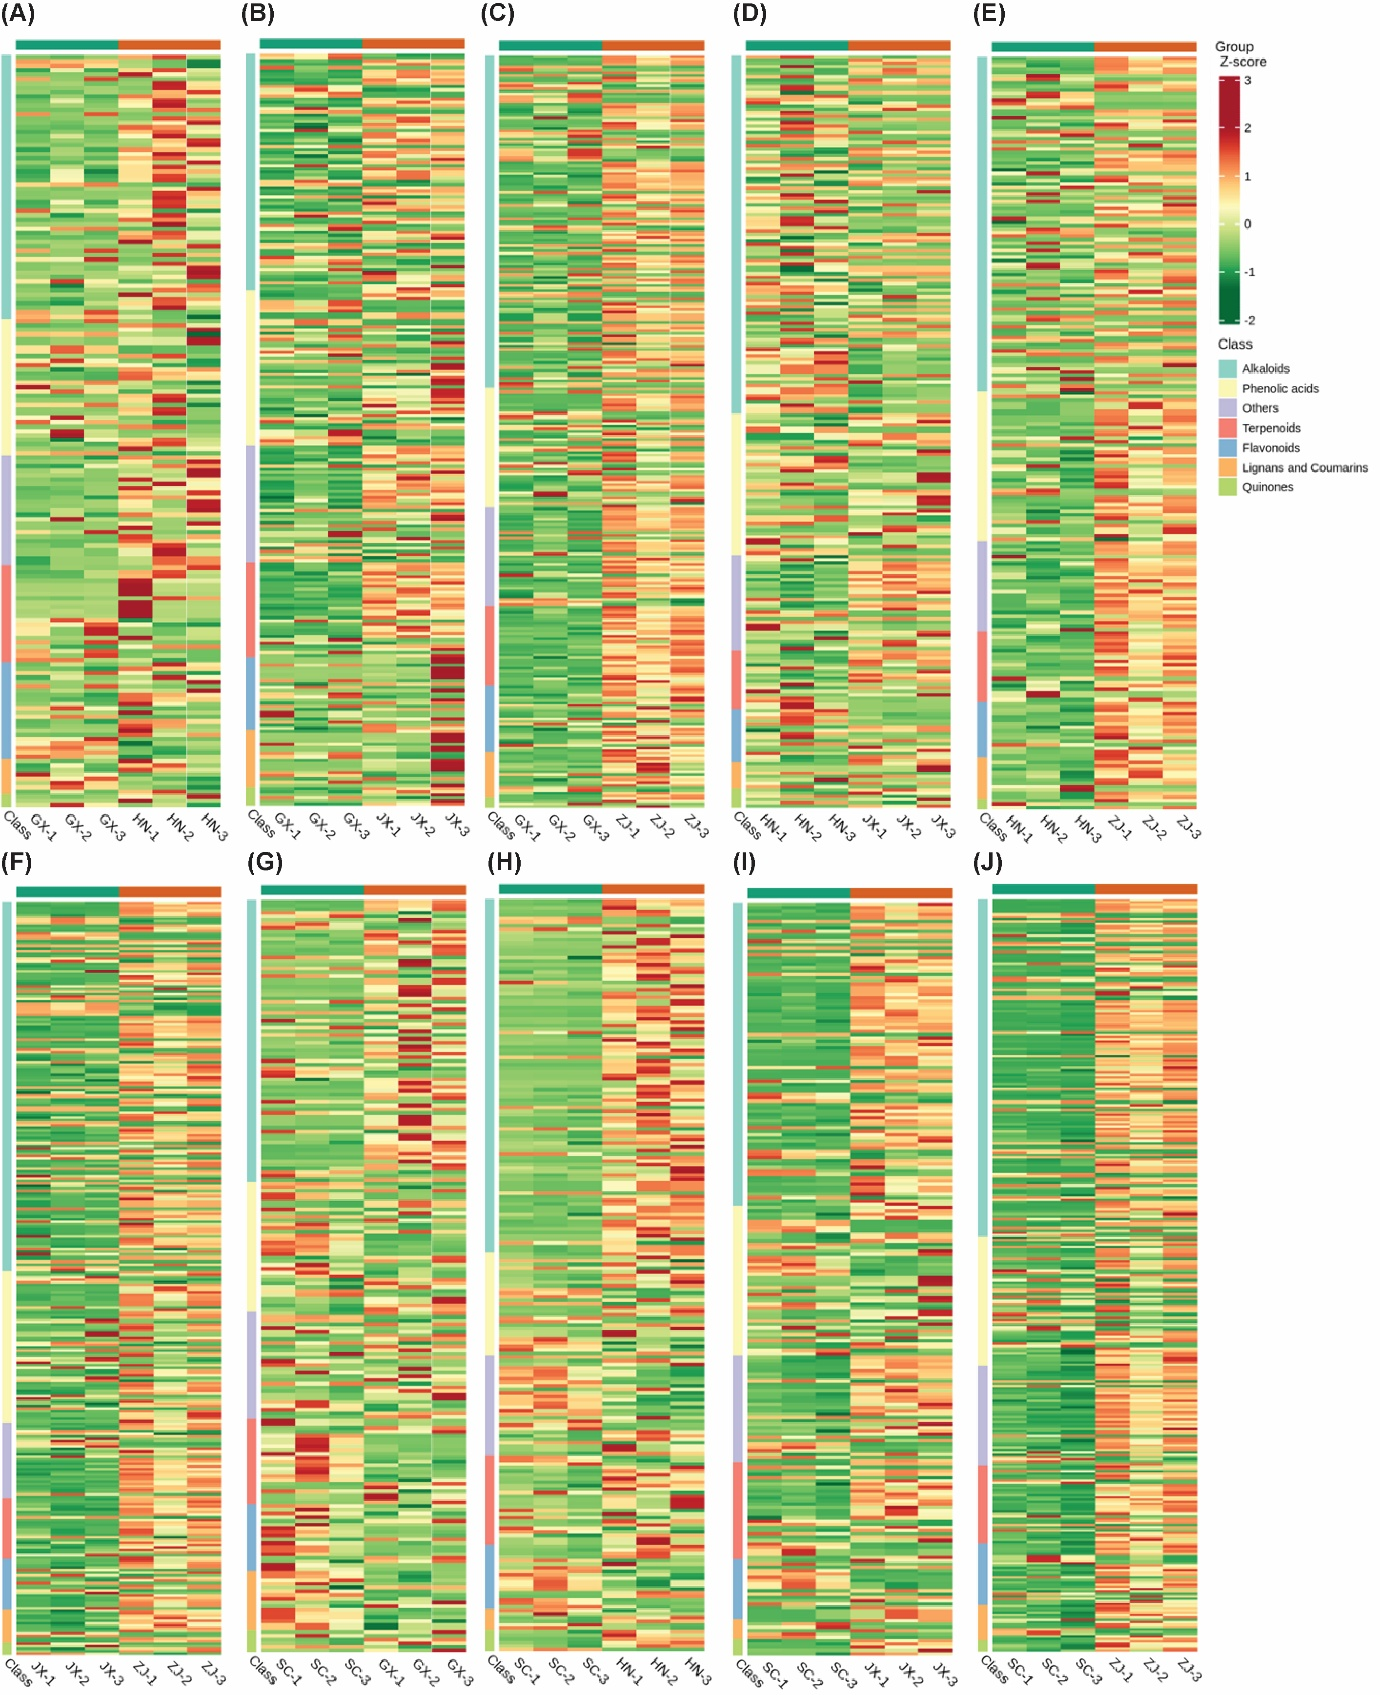 (A) (B) (C) (D) (E)
Group
Z-score
3
2
1
0
-1
-2
Class
Alkaloids
Phenolic acids
Others
Terpenoids
Flavonoids
Lignans and Coumarins
Quinones
Class GX-1 GX-2 GX-3 HN-1 HN-2 HN-3
Class GX-1 GX-2 GX-3 JX-1 JX-2 JX-3
Class GX-1 GX-2 GX-3 ZJ-1 ZJ-2 ZJ-3
Class HN-1 HN-2 HN-3 JX-1 JX-2 JX-3
Class HN-1 HN-2 HN-3 ZJ-1 ZJ-2 ZJ-3
(F) (G) (H) (I) (J)
Class JX-1 JX-2 JX-3 ZJ-1 ZJ-2 ZJ-3
Class SC-1 SC-2 SC-3 GX-1 GX-2 GX-3
Class SC-1 SC-2 SC-3 HN-1 HN-2 HN-3
Class SC-1 SC-2 SC-3 JX-1 JX-2 JX-3
Class SC-1 SC-2 SC-3 ZJ-1 ZJ-2 ZJ-3